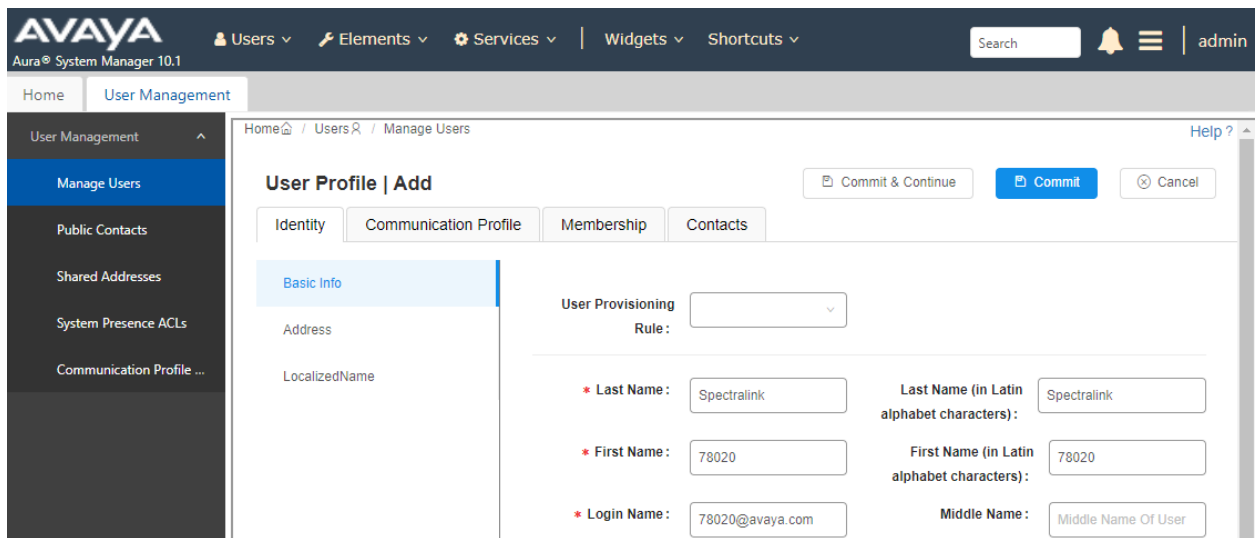 AVAYA
Aura® System Manager 10.1
Users Elements Services | Widgets Shortcuts Search admin
Home User Management
User Management
Manage Users
Public Contacts
Shared Addresses
System Presence ACLs
Communication Profile ...
Home / Users / Manage Users
Help ?
User Profile | Add
Commit & Continue Commit Cancel
Identity Communication Profile Membership Contacts
Basic Info
Address
LocalizedName
User Provisioning
Rule :
* Last Name : Spectralink
Last Name (in Latin
alphabet characters) : Spectralink
* First Name : 78020
First Name (in Latin
alphabet characters) : 78020
* Login Name : 78020@avaya.com
Middle Name : Middle Name Of User